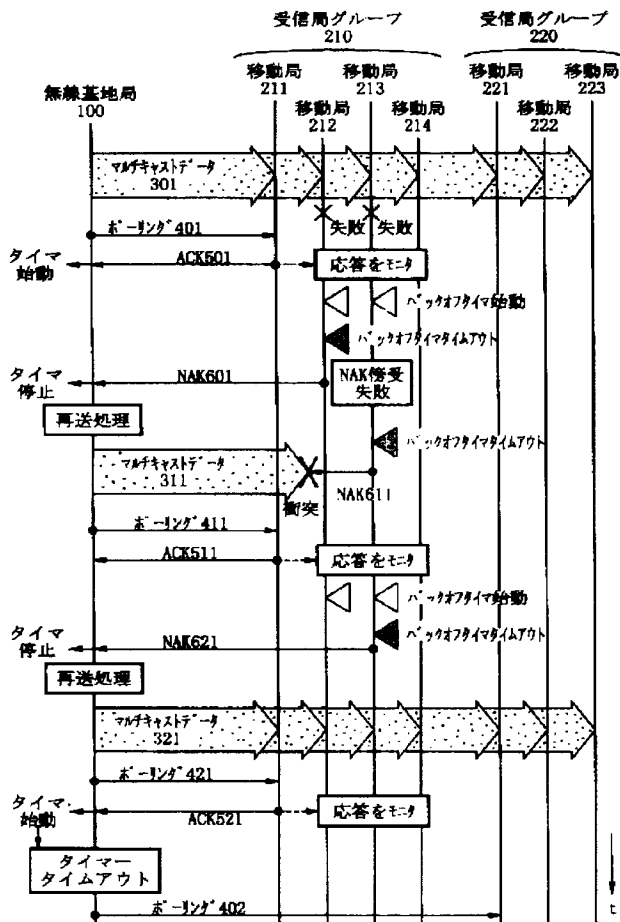 受信局グループ
210
受信局グループ
220
無線基地局
100
移動局
211
移動局
212
移動局
213
移動局
214
移動局
221
移動局
222
移動局
223
マルチキャストデータ
301
失敗
失敗
ポーリング401
タイマ
始動
ACK501
応答をモニタ
バックオフタイマ始動
バックオフタイマタイムアウト
タイマ
停止
NAK601
NAK傍受
失敗
再送処理
バックオフタイマタイムアウト
マルチキャストデータ
311
衝突
NAK611
ポーリング411
ACK511
応答をモニタ
バックオフタイマ始動
バックオフタイマタイムアウト
タイマ
停止
NAK621
再送処理
マルチキャストデータ
321
ポーリング421
タイマ
始動
ACK521
応答をモニタ
タイマー
タイムアウト
ポーリング402
t